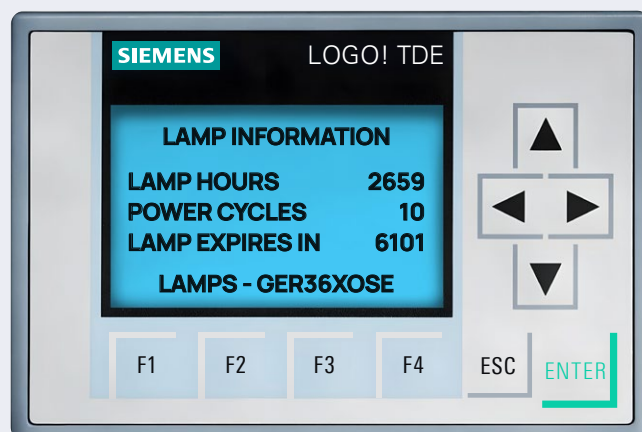 SIEMENS LOGO! TDE
LAMP INFORMATION
LAMP HOURS 2659
POWER CYCLES 10
LAMP EXPIRES IN 6101
LAMPS - GER36XOSE
F1 F2 F3 F4 ESC ENTER